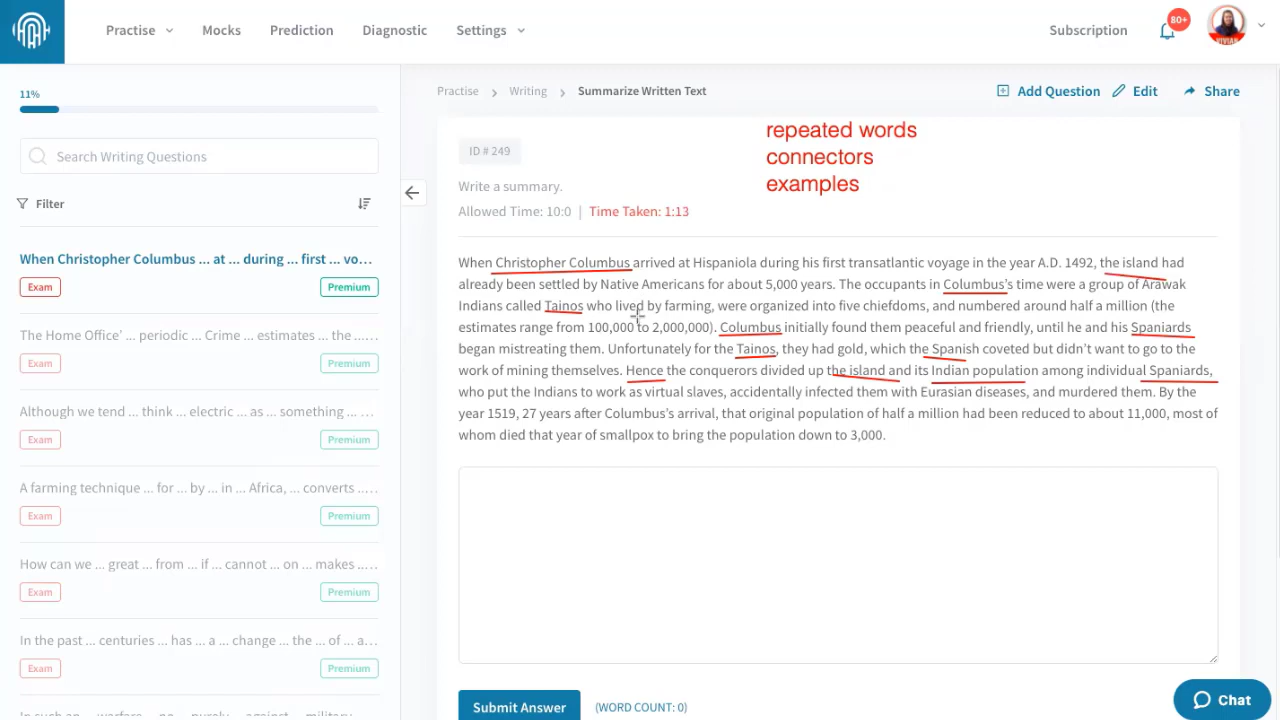 Practise
Mocks
Prediction
Diagnostic
Settings
Subscription
80+
VIVIAN
11%
Search Writing Questions
Filter
When Christopher Columbus ... at ... during ... first ... vo...
Exam
Premium
The Home Office' ... periodic ... Crime ... estimates ... the ......
Exam
Premium
Although we tend ... think ... electric ... as ... something ... ...
Exam
Premium
A farming technique ... for ... by ... in ... Africa, ... converts .....
Exam
Premium
How can we ... great ... from ... if ... cannot ... on ... makes .....
Exam
Premium
In the past ... centuries ... has ... a ... change ... the ... of ... a...
Exam
Premium
Practise > Writing > Summarize Written Text
Add Question
Edit
Share
repeated words
connectors
examples
ID # 249
Write a summary.
Allowed Time: 10:0 | Time Taken: 1:13
When Christopher Columbus arrived at Hispaniola during his first transatlantic voyage in the year A.D. 1492, the island had
already been settled by Native Americans for about 5,000 years. The occupants in Columbus's time were a group of Arawak
Indians called Tainos who lived by farming, were organized into five chiefdoms, and numbered around half a million (the
estimates range from 100,000 to 2,000,000). Columbus initially found them peaceful and friendly, until he and his Spaniards
began mistreating them. Unfortunately for the Tainos, they had gold, which the Spanish coveted but didn't want to go to the
work of mining themselves. Hence the conquerors divided up the island and its Indian population among individual Spaniards,
who put the Indians to work as virtual slaves, accidentally infected them with Eurasian diseases, and murdered them. By the
year 1519, 27 years after Columbus's arrival, that original population of half a million had been reduced to about 11,000, most of
whom died that year of smallpox to bring the population down to 3,000.
Submit Answer
(WORD COUNT: 0)
Chat